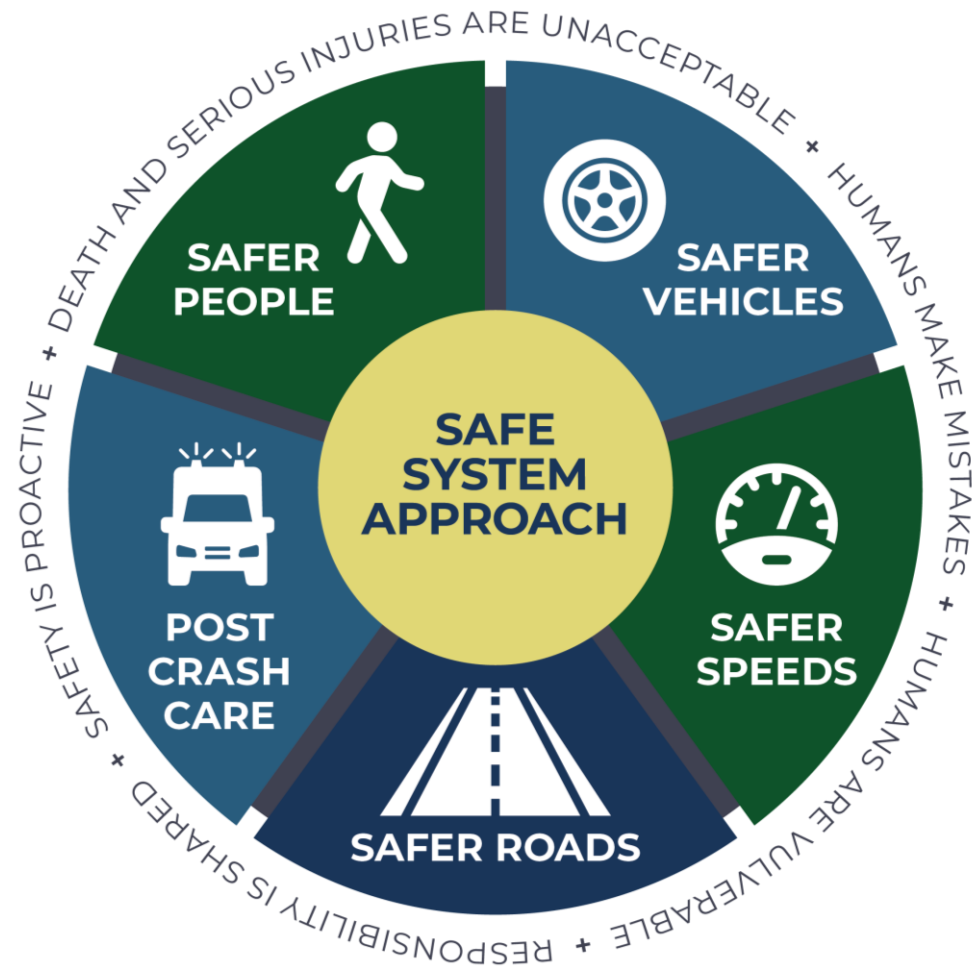 DEATH AND SERIOUS INJURIES ARE UNACCEPTABLE + HUMANS MAKE MISTAKES + HUMANS ARE VULVERABLE + RESPONSIBILITY IS SHARED + SAFETY IS PROACTIVE +
SAFER
PEOPLE
SAFER
VEHICLES
SAFE
SYSTEM
APPROACH
SAFER
SPEEDS
SAFER ROADS
POST
CRASH
CARE